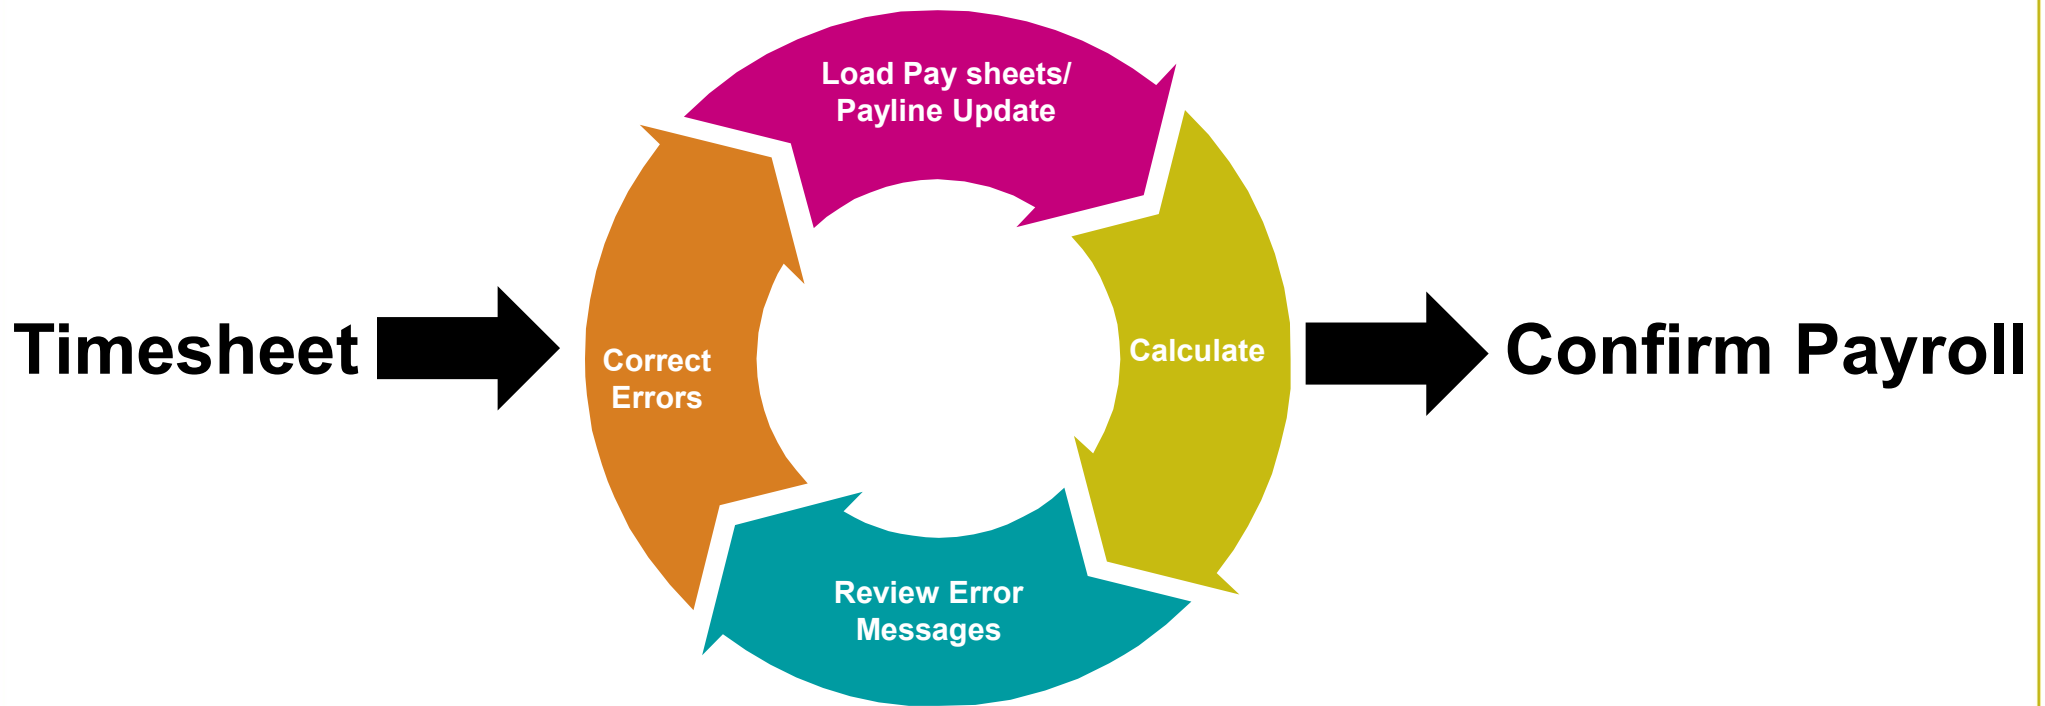 Load Pay sheets/
Payline Update
Timesheet
Correct
Errors
Calculate
Confirm Payroll
Review Error
Messages